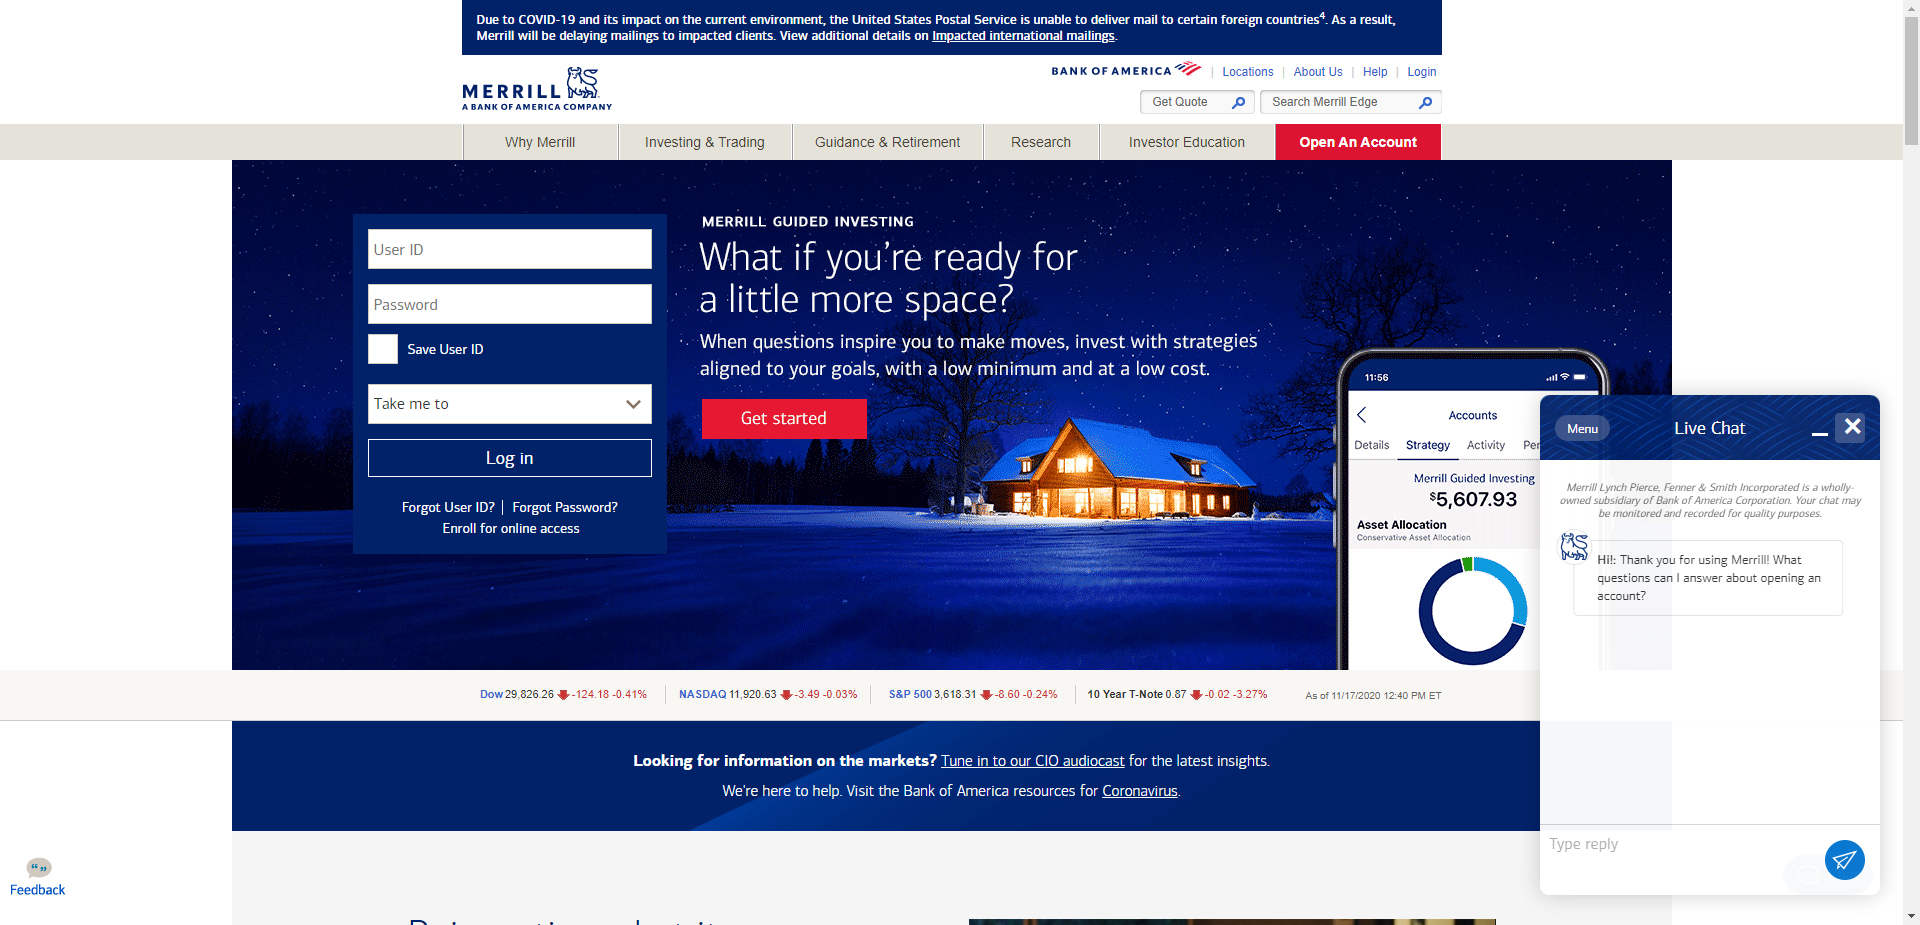 Due to COVID-19 and its impact on the current environment, the United States Postal Service is unable to deliver mail to certain foreign countries4. As a result,
Merrill will be delaying mailings to impacted clients. View additional details on Impacted international mailings.
MERRILL
A BANK OF AMERICA COMPANY
BANK OF AMERICA | Locations | About Us | Help | Login
Get Quote
Search Merrill Edge
Why Merrill
Investing & Trading
Guidance & Retirement
Research
Investor Education
Open An Account
User ID
Password
Save User ID
Take me to
Log in
Forgot User ID? | Forgot Password?
Enroll for online access
MERRILL GUIDED INVESTING
What if you're ready for
a little more space?
When questions inspire you to make moves, invest with strategies
aligned to your goals, with a low minimum and at a low cost.
Get started
11:56
Accounts
Details Strategy Activity
Merrill Guided Investing
$5,607.93
Asset Allocation
Conservative Asset Allocation
Menu
Live Chat
Merrill Lynch Pierce, Fenner & Smith Incorporated is a wholly-
owned subsidiary of Bank of America Corporation. Your chat may
be monitored and recorded for quality purposes.
Hi!: Thank you for using Merrill! What
questions can I answer about opening an
account?
Type reply
Dow 29,826.26 -124.18 -0.41%
NASDAQ 11,920.63 -3.49 -0.03%
S&P 500 3,618.31 -8.60 -0.24%
10 Year T-Note 0.87 -0.02 -3.27%
As of 11/17/2020 12:40 PM ET
Looking for information on the markets? Tune in to our CIO audiocast for the latest insights.
We're here to help. Visit the Bank of America resources for Coronavirus.
Feedback